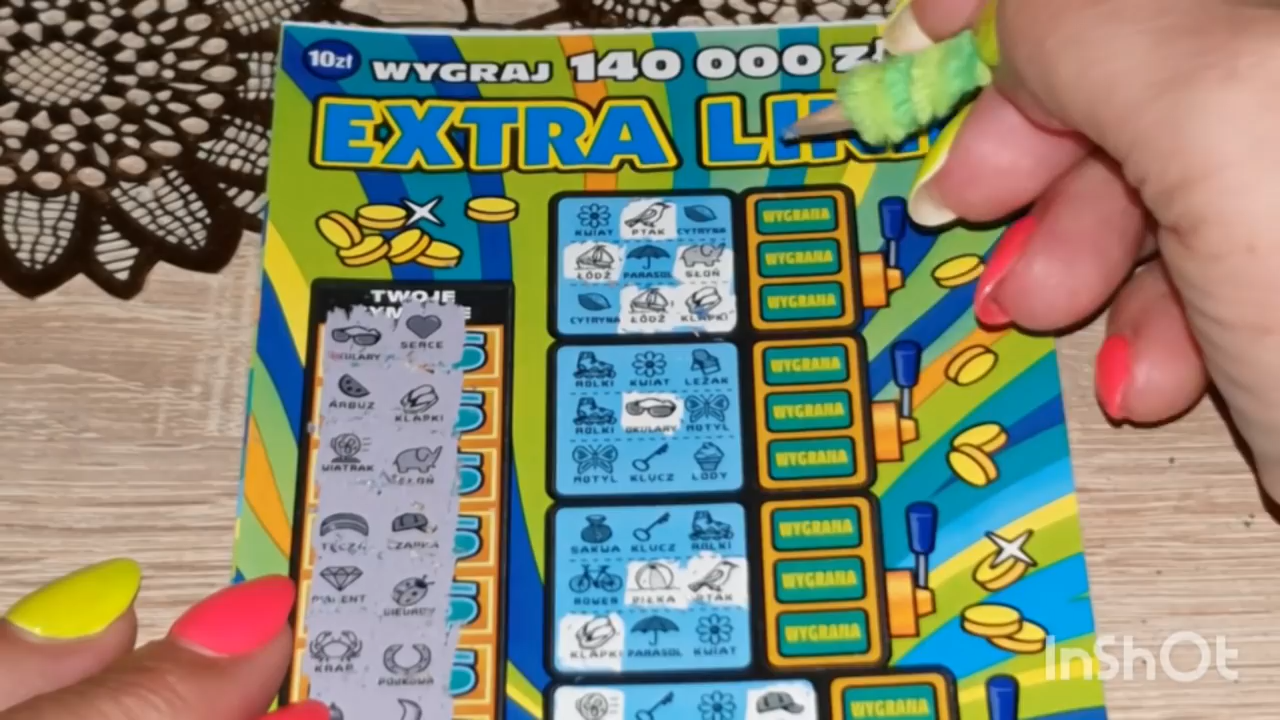 10zł WYGRAJ 140 000 zł
EXTRA
TWOJE
OKULARY SERCE
ARBUZ KLAPKI
WIATRAK SŁOŃ
TĘCZA CZAPKA
KRAB PODKOWA
KWIAT PTAK CYTRYNA
ŁÓDŹ PARASOL SŁOŃ
CYTRYNA ŁÓDŹ KLAPKI
WYGRANA
WYGRANA
WYGRANA
ROLKI KWIAT LEŻAK
ROLKI OKULARY MOTYL
MOTYL KLUCZ LODY
WYGRANA
WYGRANA
WYGRANA
SAKWA KLUCZ ROLKI
ROWER PIŁKA PTAK
KLAPKI PARASOL KWIAT
WYGRANA
WYGRANA
WYGRANA
WYGRANA
InShOt